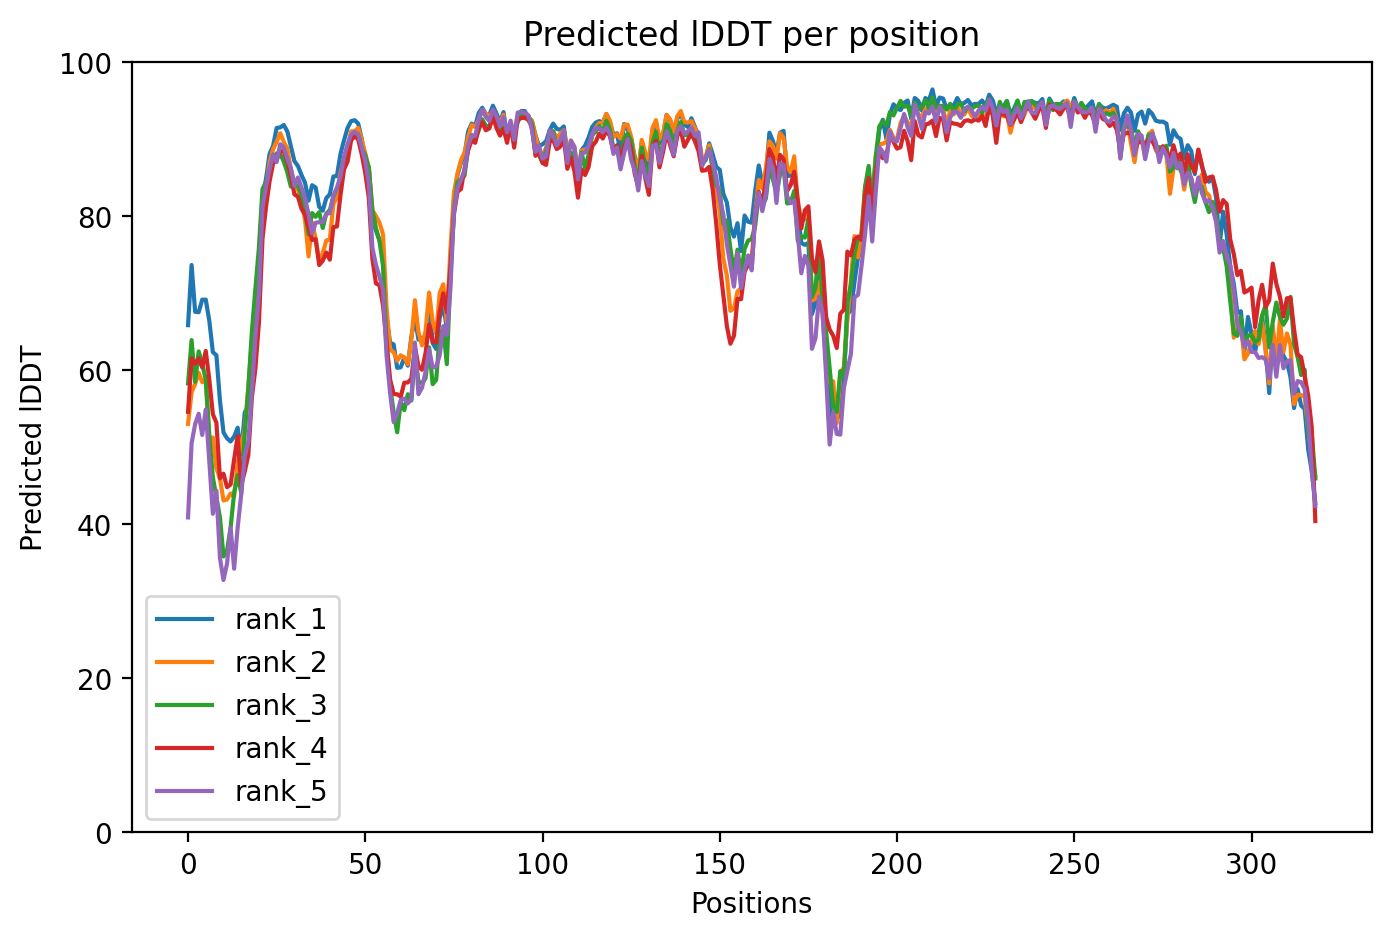 Predicted lDDT per position
100
80
60
40
20
0
Predicted lDDT
rank_1
rank_2
rank_3
rank_4
rank_5
0 50 100 150 200 250 300
Positions